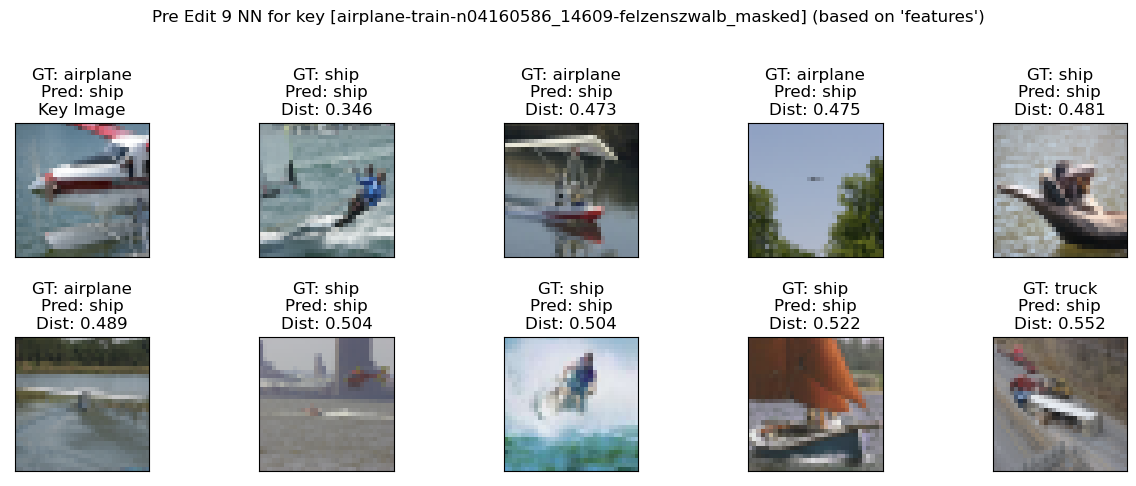 Pre Edit 9 NN for key [airplane-train-n04160586_14609-felzenszwalb_masked] (based on 'features')
GT: airplane
Pred: ship
Key Image
GT: ship
Pred: ship
Dist: 0.346
GT: airplane
Pred: ship
Dist: 0.473
GT: airplane
Pred: ship
Dist: 0.475
GT: ship
Pred: ship
Dist: 0.481
GT: airplane
Pred: ship
Dist: 0.489
GT: ship
Pred: ship
Dist: 0.504
GT: ship
Pred: ship
Dist: 0.504
GT: ship
Pred: ship
Dist: 0.522
GT: truck
Pred: ship
Dist: 0.552